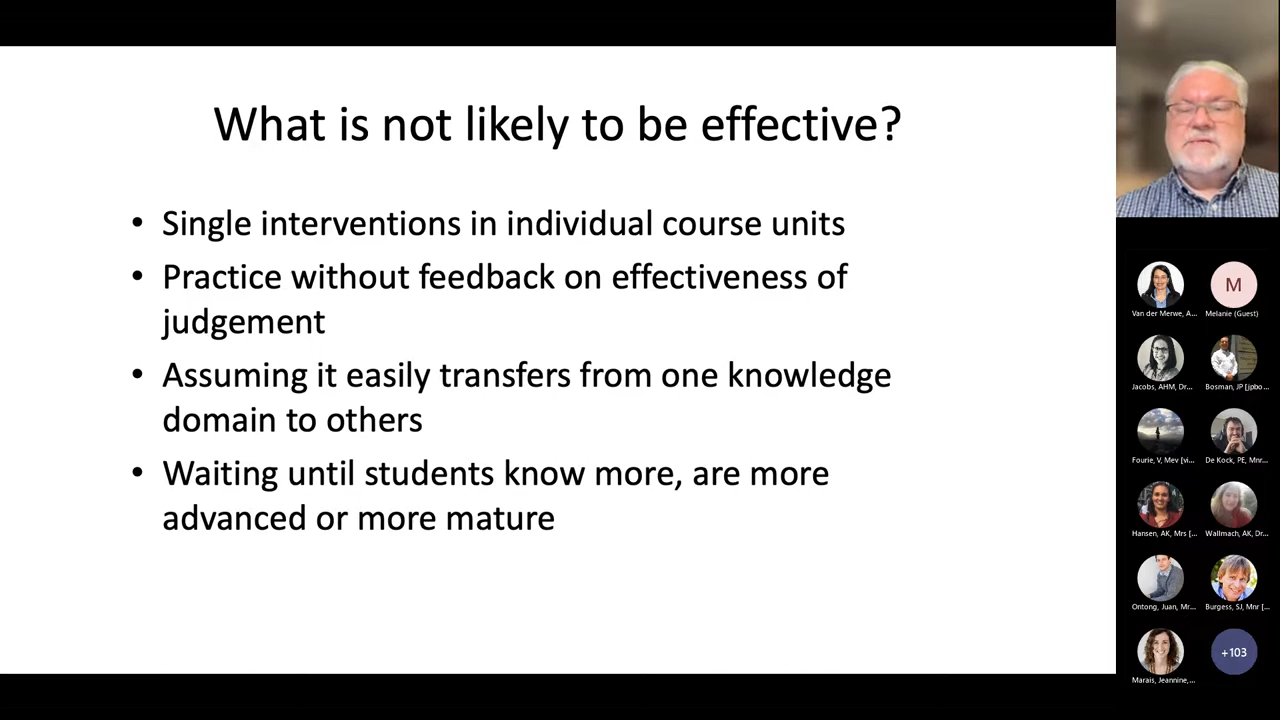 What is not likely to be effective?
• Single interventions in individual course units
• Practice without feedback on effectiveness of
judgement
• Assuming it easily transfers from one knowledge
domain to others
• Waiting until students know more, are more
advanced or more mature
Van der Merwe, A...
M
Melanie (Guest)
Jacobs, AHM, Dr...
Bosman, JP [jpbo...
Fourie, V, Mev [vi...
De Kock, PE, Mnr...
Hansen, AK, Mrs [...
Wallmach, AK, Dr...
Ontong, Juan, Mr...
Burgess, SJ, Mnr [...
Marais, Jeannine,...
+103